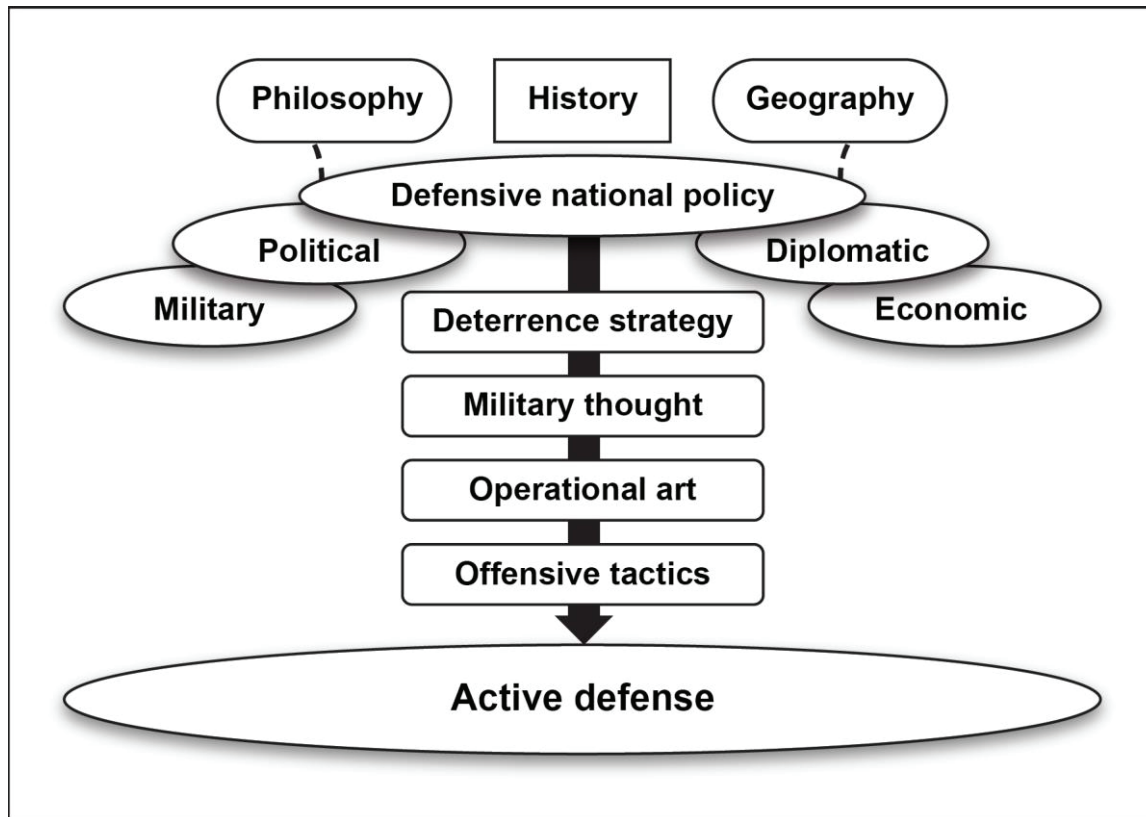 Philosophy
History
Geography
Defensive national policy
Political
Diplomatic
Military
Economic
Deterrence strategy
Military thought
Operational art
Offensive tactics
Active defense